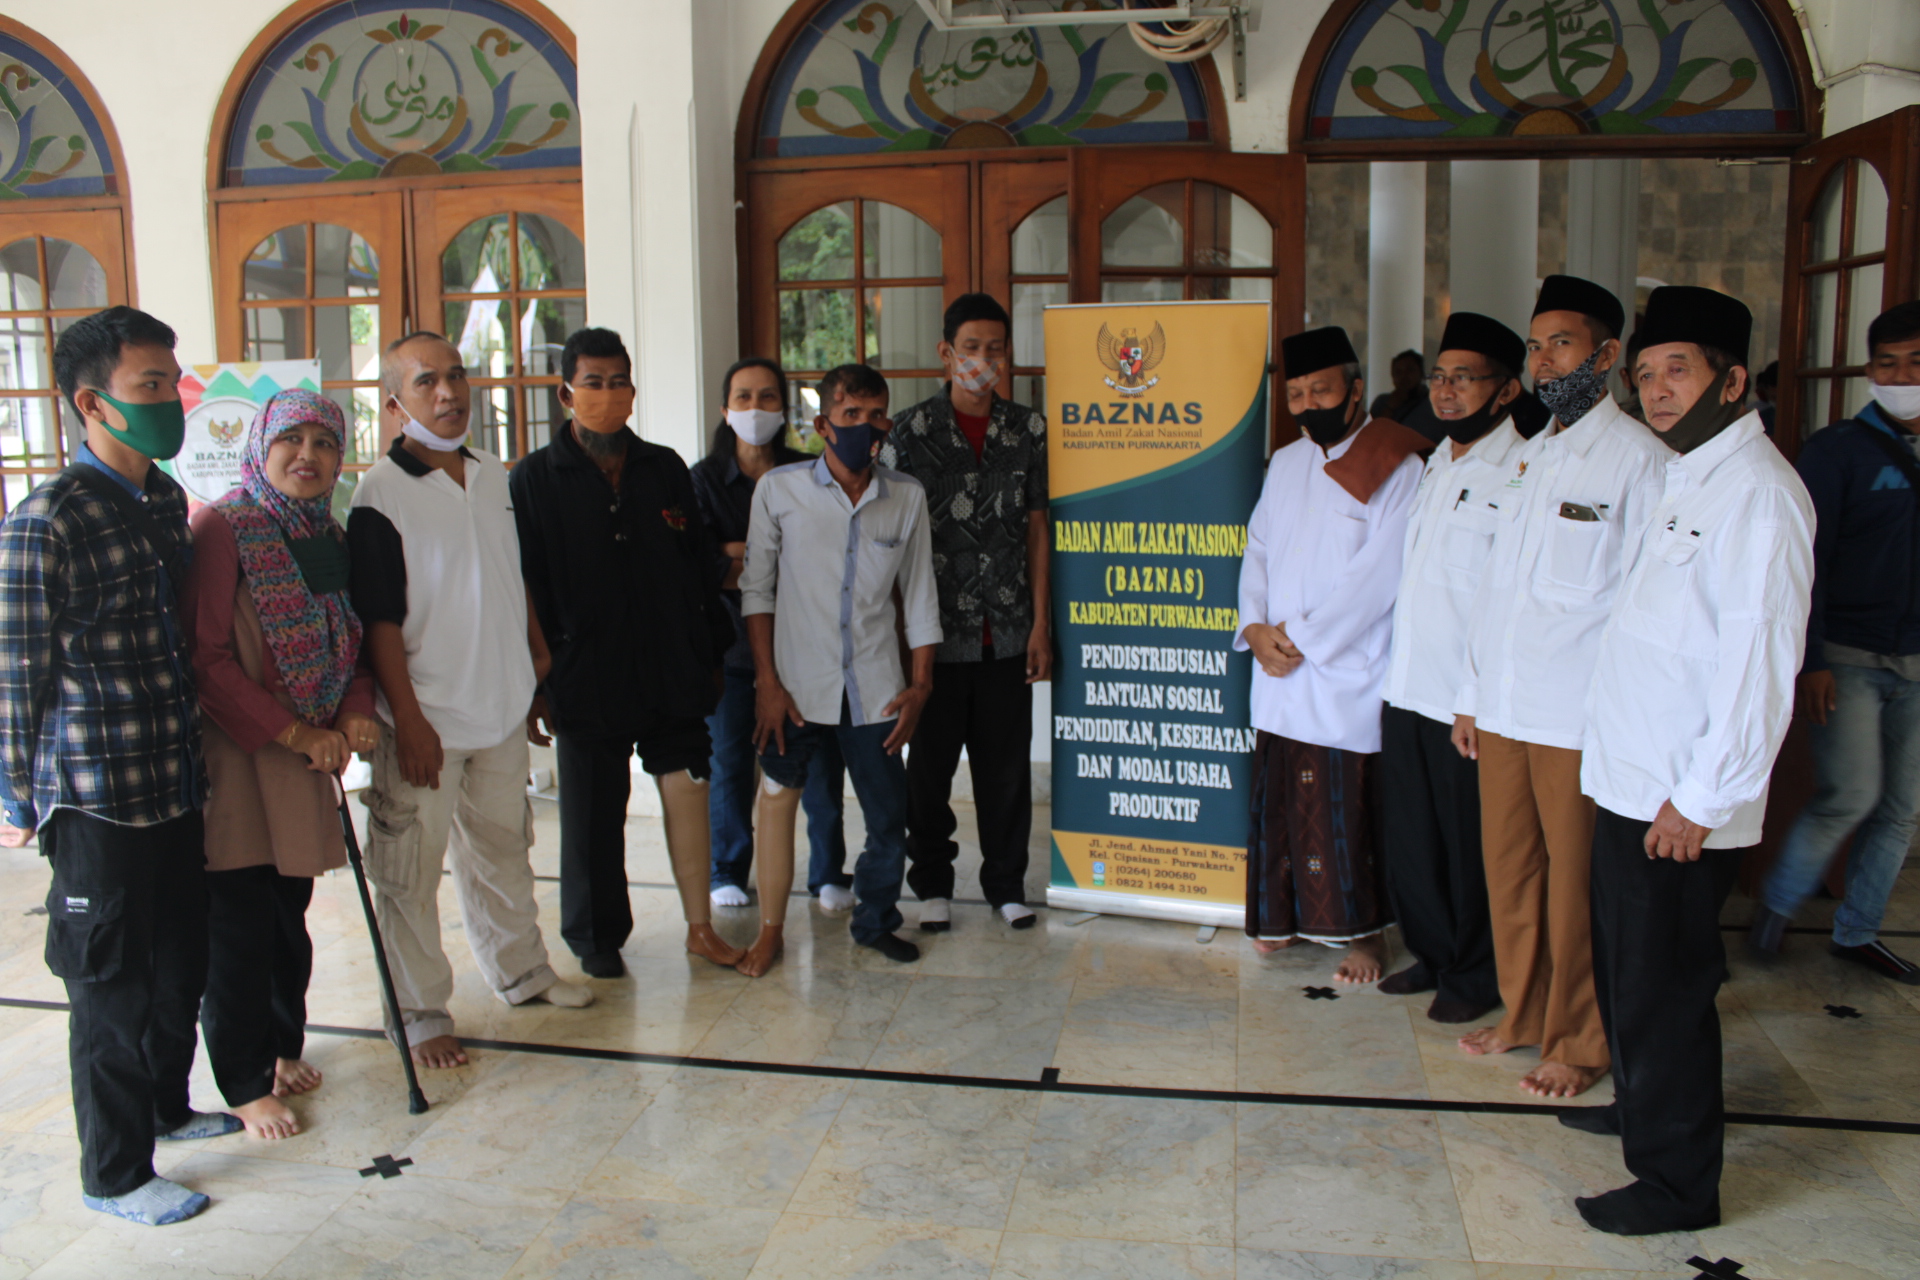 موسى
شعيب
محمد
BAZNAS
Badan Amil Zakat Nasional
KABUPATEN PURWAKARTA
BADAN AMIL ZAKAT NASIONA
(BAZNAS)
KABUPATEN PURWAKARTA
PENDISTRIBUSIAN
BANTUAN SOSIAL
PENDIDIKAN, KESEHATAN
DAN MODAL USAHA
PRODUKTIF
Jl. Jend. Ahmad Yani No. 79
Kel. Cipaisan - Purwakarta
: (0264) 200680
: 0822 1494 3190
BAZNA
BADAN AMIL ZAKAT
KABUPATEN